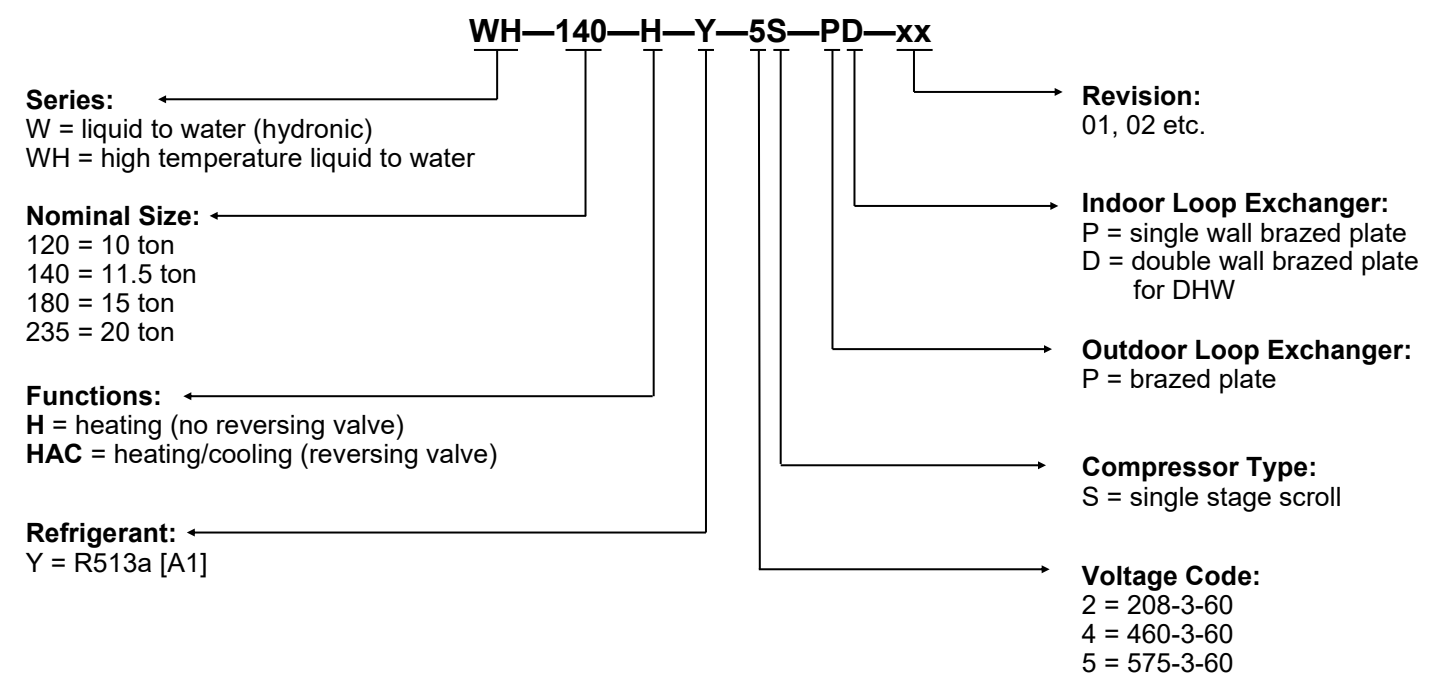 WH—140—H—Y—5S—PD—xx
Series:
W = liquid to water (hydronic)
WH = high temperature liquid to water
Nominal Size:
120 = 10 ton
140 = 11.5 ton
180 = 15 ton
235 = 20 ton
Functions:
H = heating (no reversing valve)
HAC = heating/cooling (reversing valve)
Refrigerant:
Y = R513a [A1]
Revision:
01, 02 etc.
Indoor Loop Exchanger:
P = single wall brazed plate
D = double wall brazed plate
for DHW
Outdoor Loop Exchanger:
P = brazed plate
Compressor Type:
S = single stage scroll
Voltage Code:
2 = 208-3-60
4 = 460-3-60
5 = 575-3-60